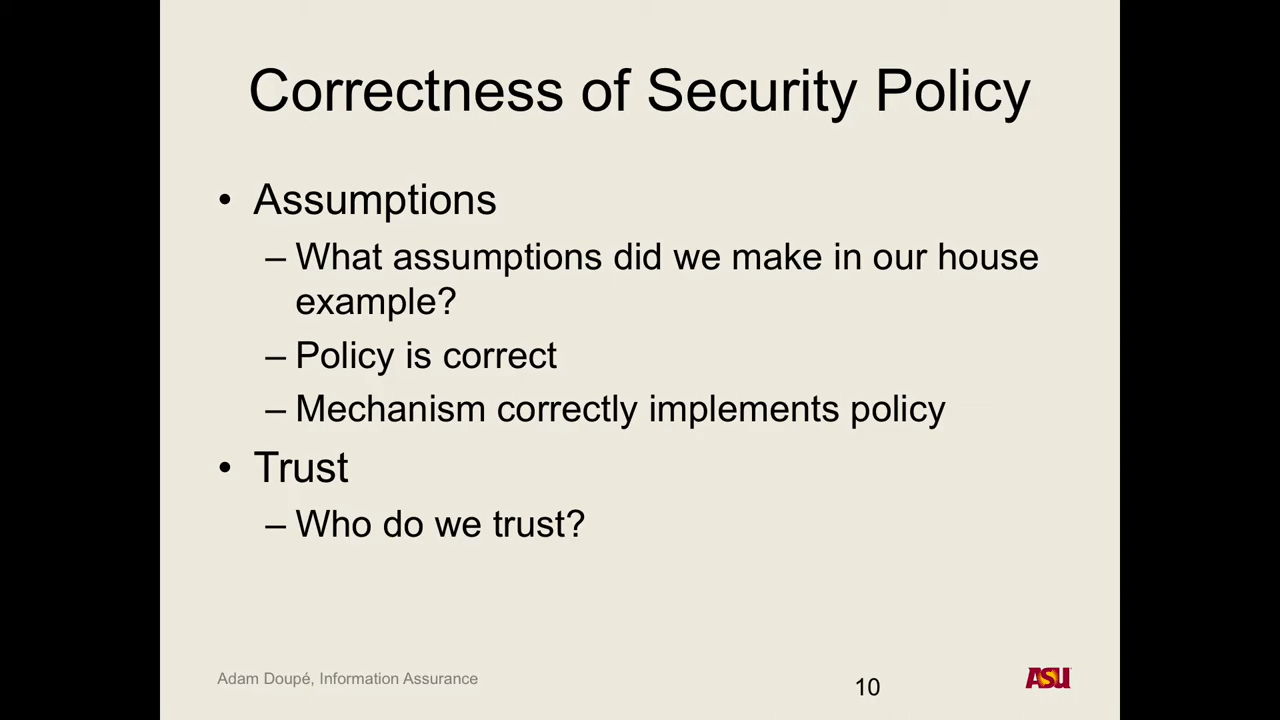 Correctness of Security Policy
• Assumptions
– What assumptions did we make in our house
example?
– Policy is correct
– Mechanism correctly implements policy
• Trust
– Who do we trust?
Adam Doupé, Information Assurance
10
ASU